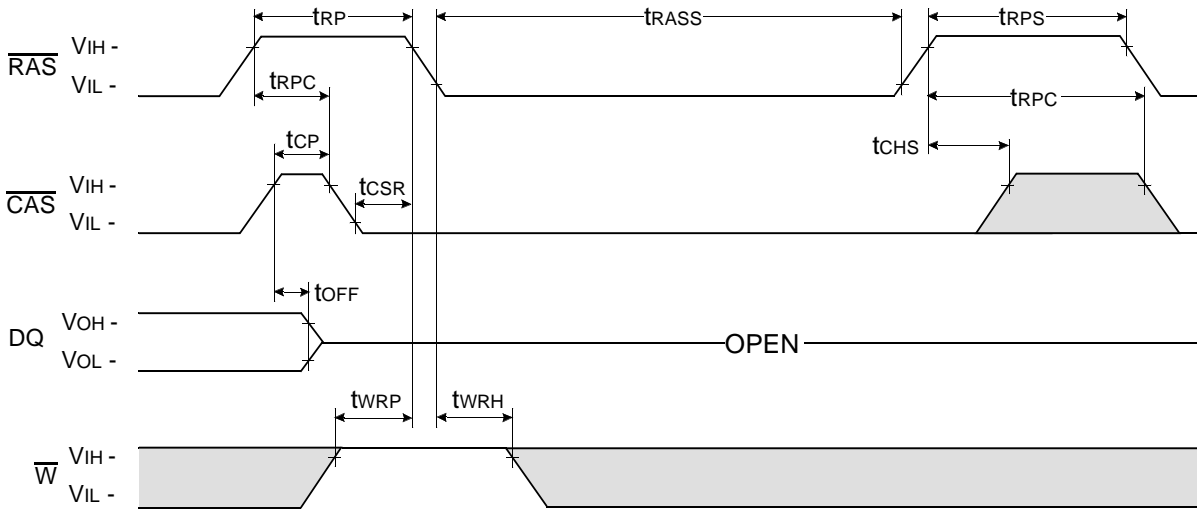 tRP
tRASS
tRPS
RAS
VIH -
VIL -
tRPC
tRPC
tCP
tCHS
CAS
VIH -
VIL -
tCSR
tOFF
DQ
VOH -
VOL -
OPEN
tWRP
tWRH
W
VIH -
VIL -